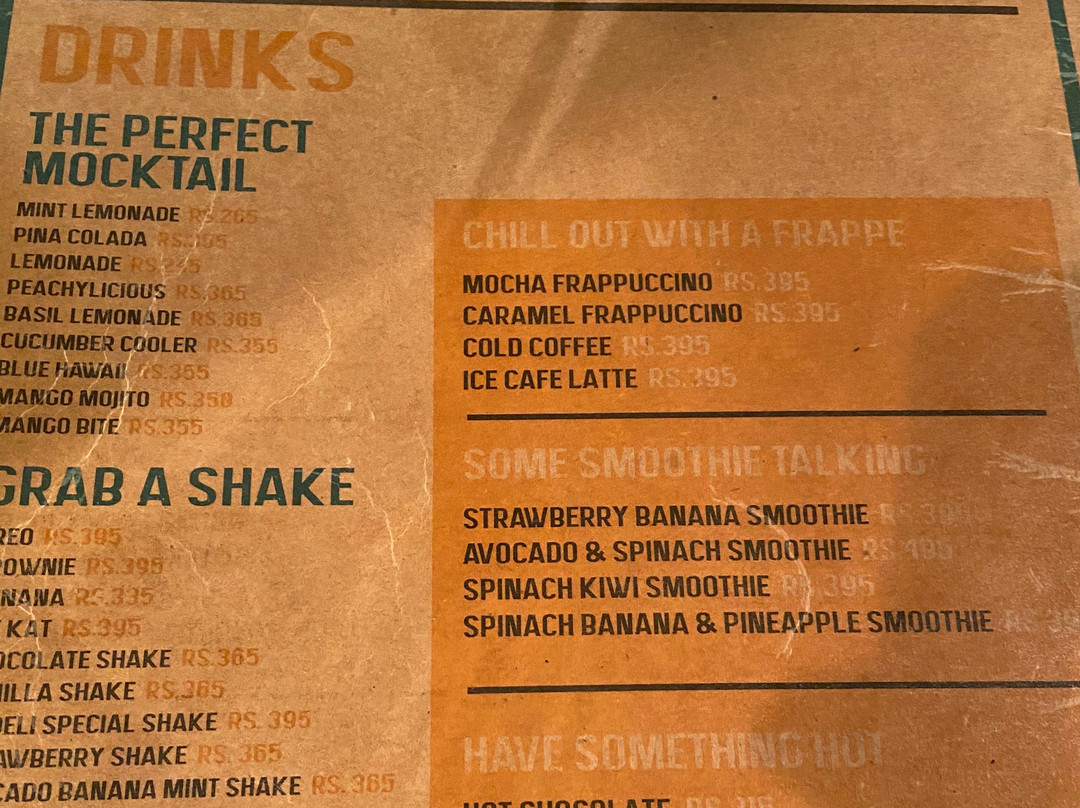 DRINKS
THE PERFECT
MOCKTAIL
MINT LEMONADE RS.265
PINA COLADA
LEMONADE
PEACHYLICIOUS RS.365
BASIL LEMONADE RS.365
CUCUMBER COOLER RS.355
BLUE HAWAII RS.355
MANGO MOJITO RS.350
MANGO BITE RS.355
GRAB A SHAKE
REO RS.395
OWNIE RS.395
NANA RS.335
KAT RS.395
OCOLATE SHAKE RS.365
ILLA SHAKE RS.365
DELI SPECIAL SHAKE RS. 395
AWBERRY SHAKE RS. 365
CADO BANANA MINT SHAKE RS. 365
CHILL OUT WITH A FRAPPE
MOCHA FRAPPUCCINO RS.395
CARAMEL FRAPPUCCINO RS.395
COLD COFFEE RS.395
ICE CAFE LATTE RS.395
SOME SMOOTHIE TALKING
STRAWBERRY BANANA SMOOTHIE
AVOCADO & SPINACH SMOOTHIE
SPINACH KIWI SMOOTHIE RS.395
SPINACH BANANA & PINEAPPLE SMOOTHIE
HAVE SOMETHING HOT
HOT CHOCOLATE